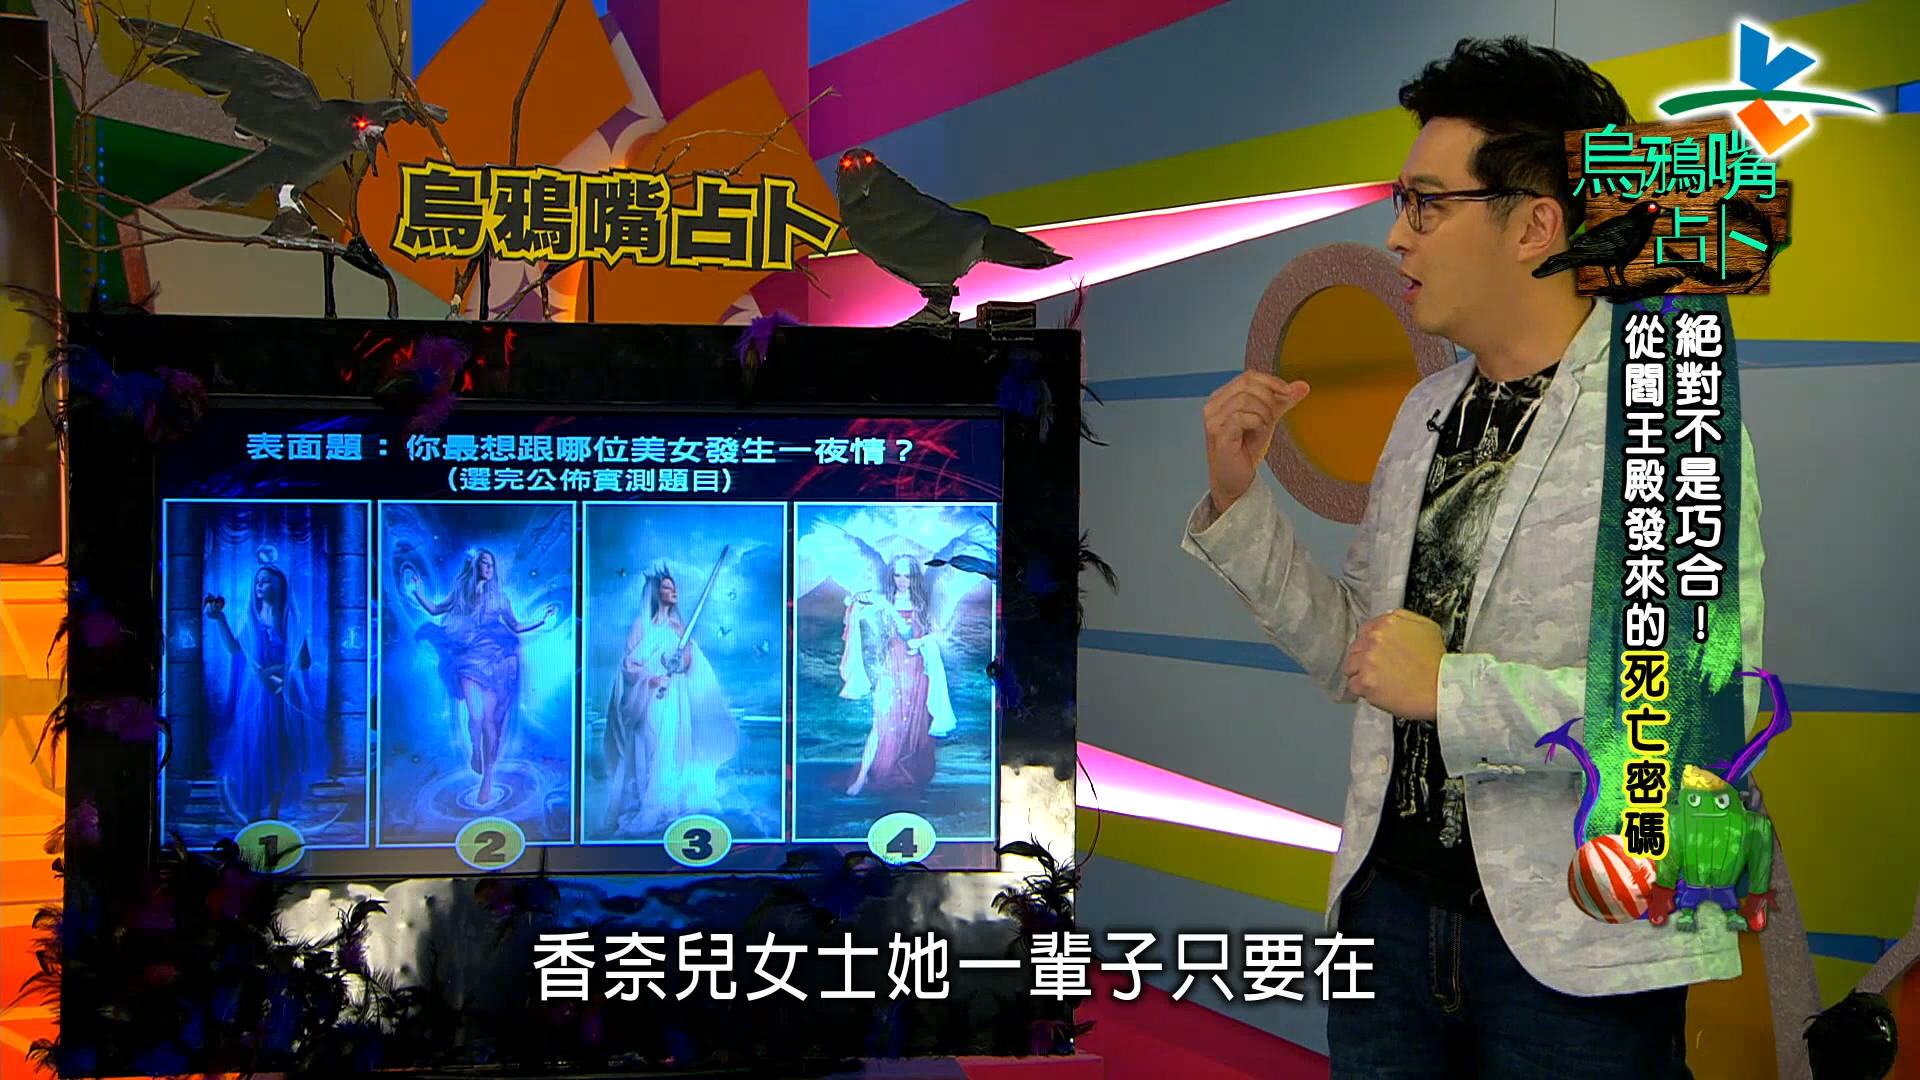 烏鴉嘴占卜
烏鴉嘴
占卜
絕對不是巧合！
從閻王殿發來的死亡密碼
表面題：你最想跟哪位美女發生一夜情？
(選完公佈實測題目)
1
2
3
4
香奈兒女士她一輩子只要在